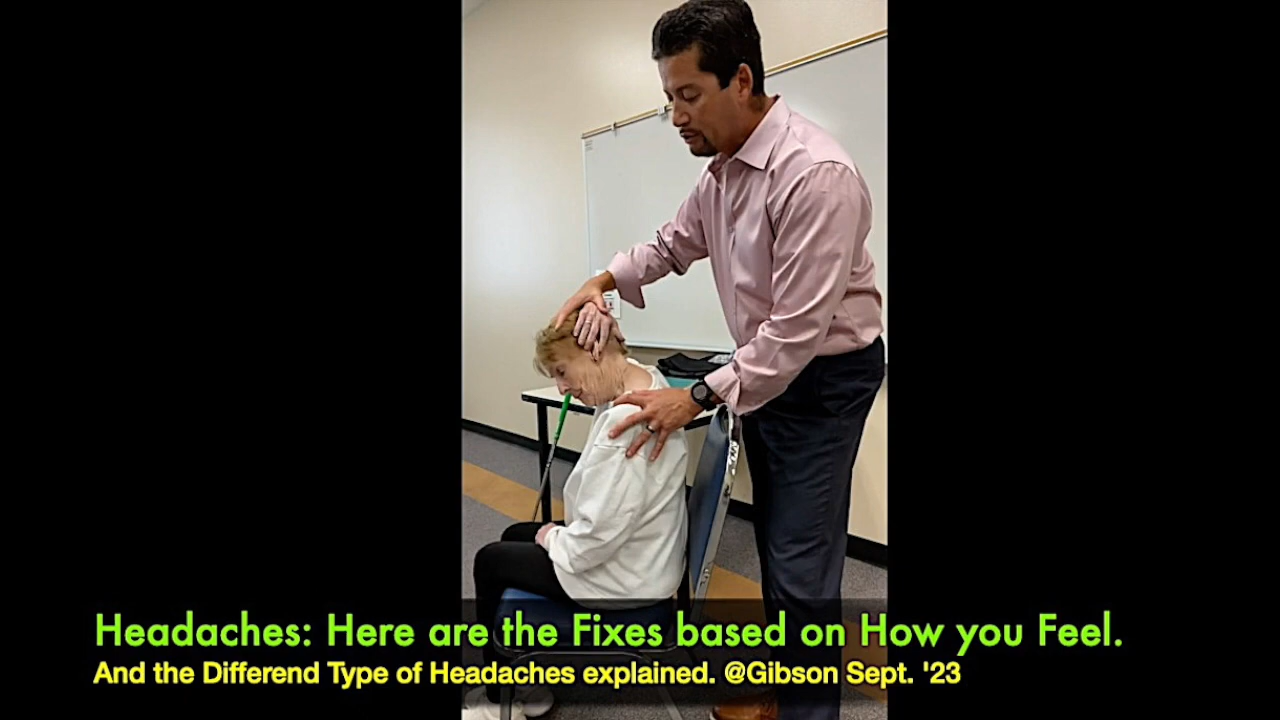 Headaches: Here are the Fixes based on How you Feel.
And the Differend Type of Headaches explained. @Gibson Sept. '23